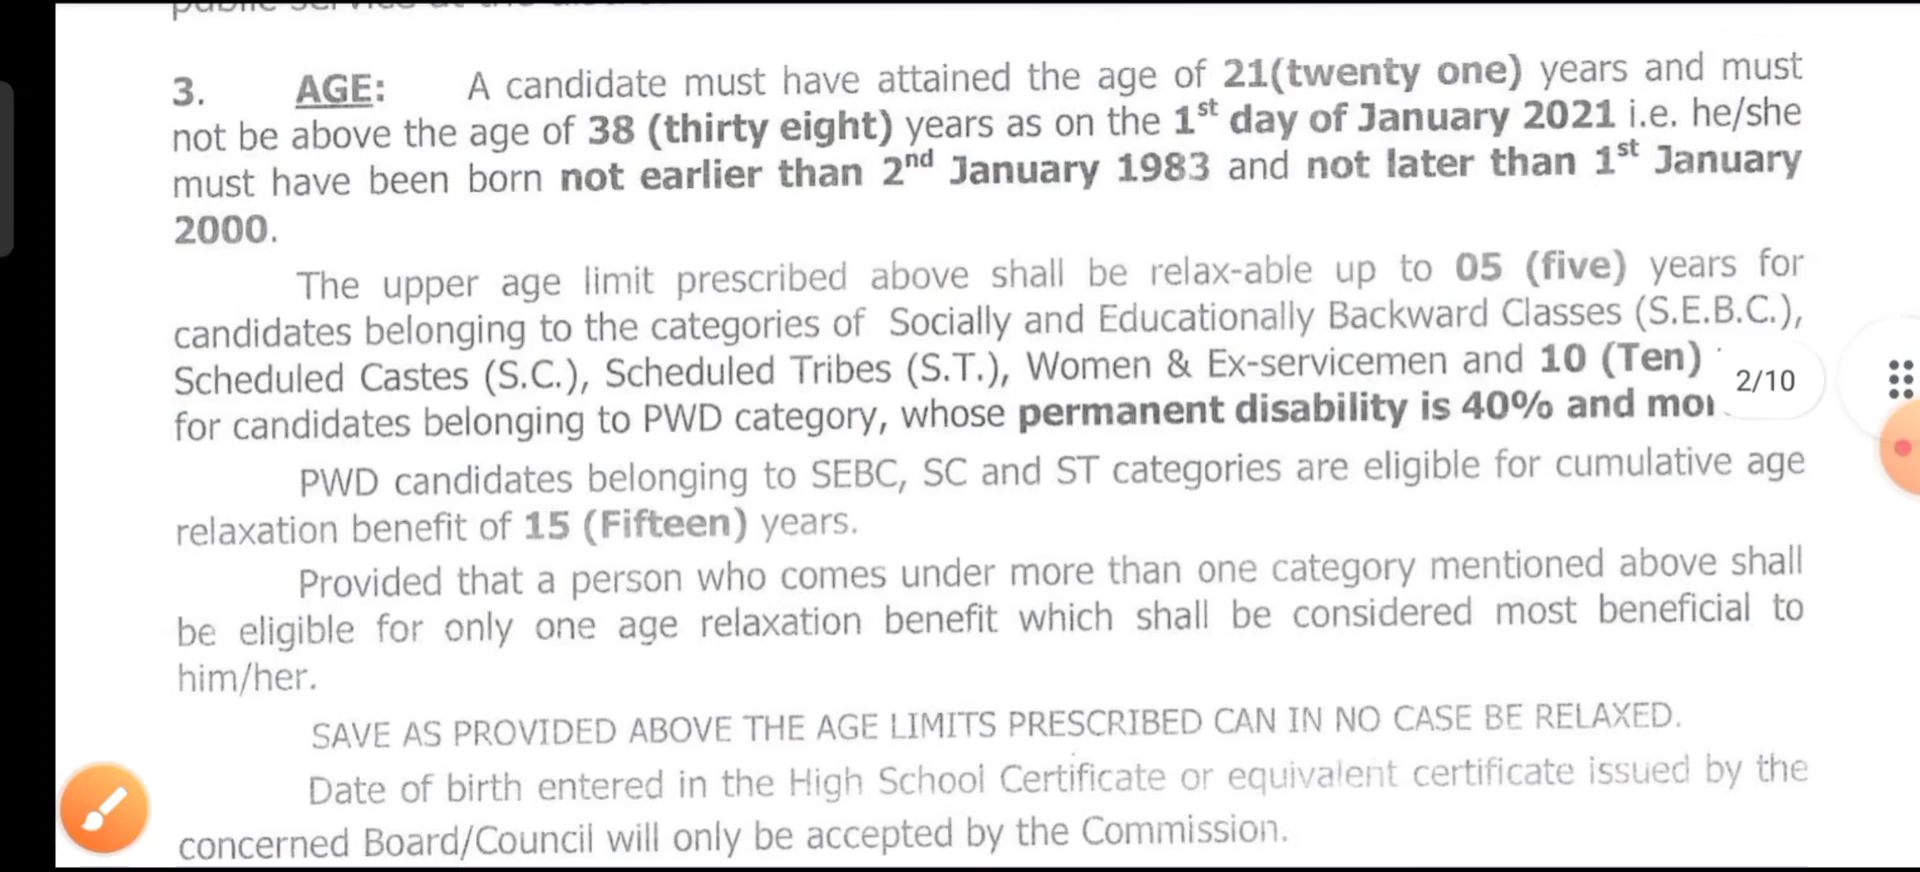 3. AGE: A candidate must have attained the age of 21(twenty one) years and must
not be above the age of 38 (thirty eight) years as on the 1st day of January 2021 i.e. he/she
must have been born not earlier than 2nd January 1983 and not later than 1st January
2000.
The upper age limit prescribed above shall be relax-able up to 05 (five) years for
candidates belonging to the categories of Socially and Educationally Backward Classes (S.E.B.C.),
Scheduled Castes (S.C.), Scheduled Tribes (S.T.), Women & Ex-servicemen and 10 (Ten)
2/10
for candidates belonging to PWD category, whose permanent disability is 40% and
PWD candidates belonging to SEBC, SC and ST categories are eligible for cumulative age
relaxation benefit of 15 (Fifteen) years.
Provided that a person who comes under more than one category mentioned above shall
be eligible for only one age relaxation benefit which shall be considered most beneficial to
him/her.
SAVE AS PROVIDED ABOVE THE AGE LIMITS PRESCRIBED CAN IN NO CASE BE RELAXED.
Date of birth entered in the High School Certificate or equivalent certificate issued by the
concerned Board/Council will only be accepted by the Commission.